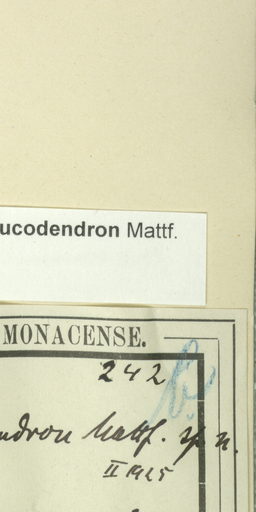 ucodendron Mattf.
MONACENSE.
242
ndron Mattf. sp. n.
II 1925